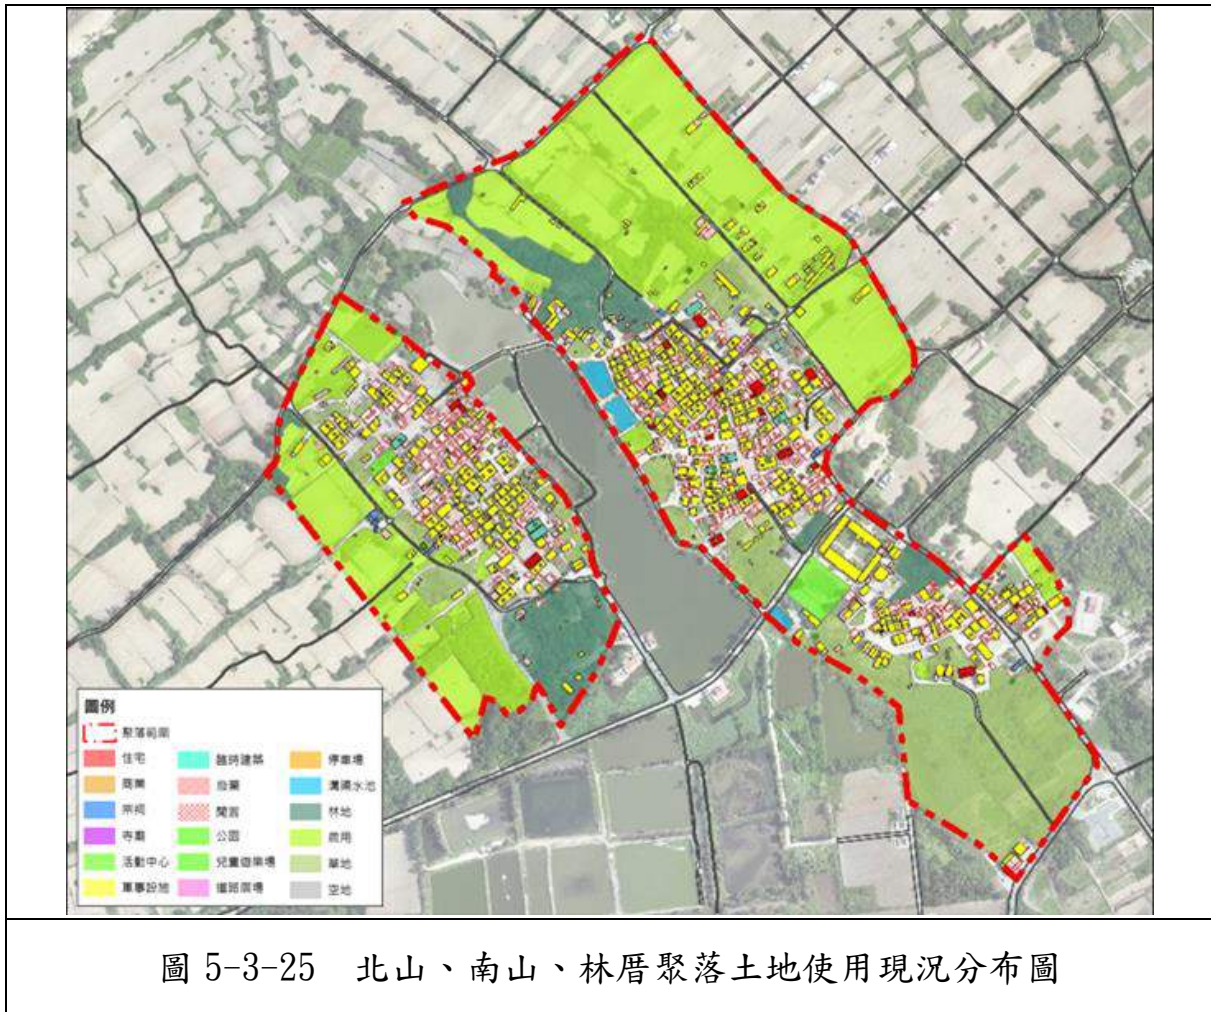 圖例
聚落範圍
住宅
臨時建築
停車場
商業
廢棄
溝渠水池
宗祠
閒置
林地
寺廟
公園
農用
活動中心
兒童遊樂場
草地
軍事設施
道路廣場
空地
圖 5-3-25 北山、南山、林厝聚落土地使用現況分布圖